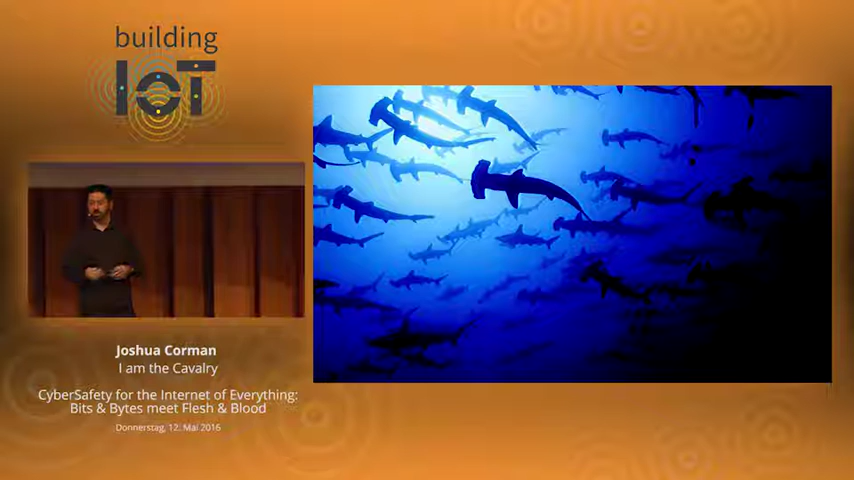 building
IoT
Joshua Corman
I am the Cavalry
CyberSafety for the Internet of Everything:
Bits & Bytes meet Flesh & Blood
Donnerstag, 12. Mai 2016